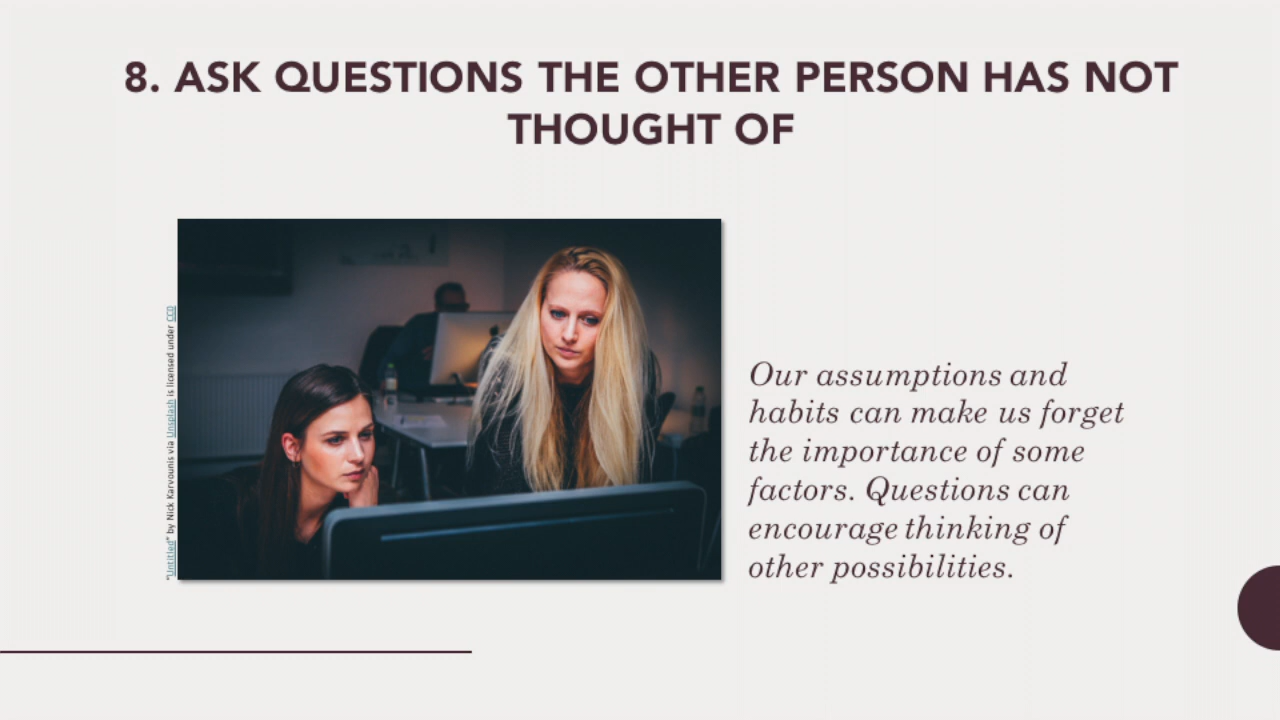 8. ASK QUESTIONS THE OTHER PERSON HAS NOT
THOUGHT OF
"Untitled" by Nick Karvounis via Unsplash is licensed under CC0
Our assumptions and
habits can make us forget
the importance of some
factors. Questions can
encourage thinking of
other possibilities.